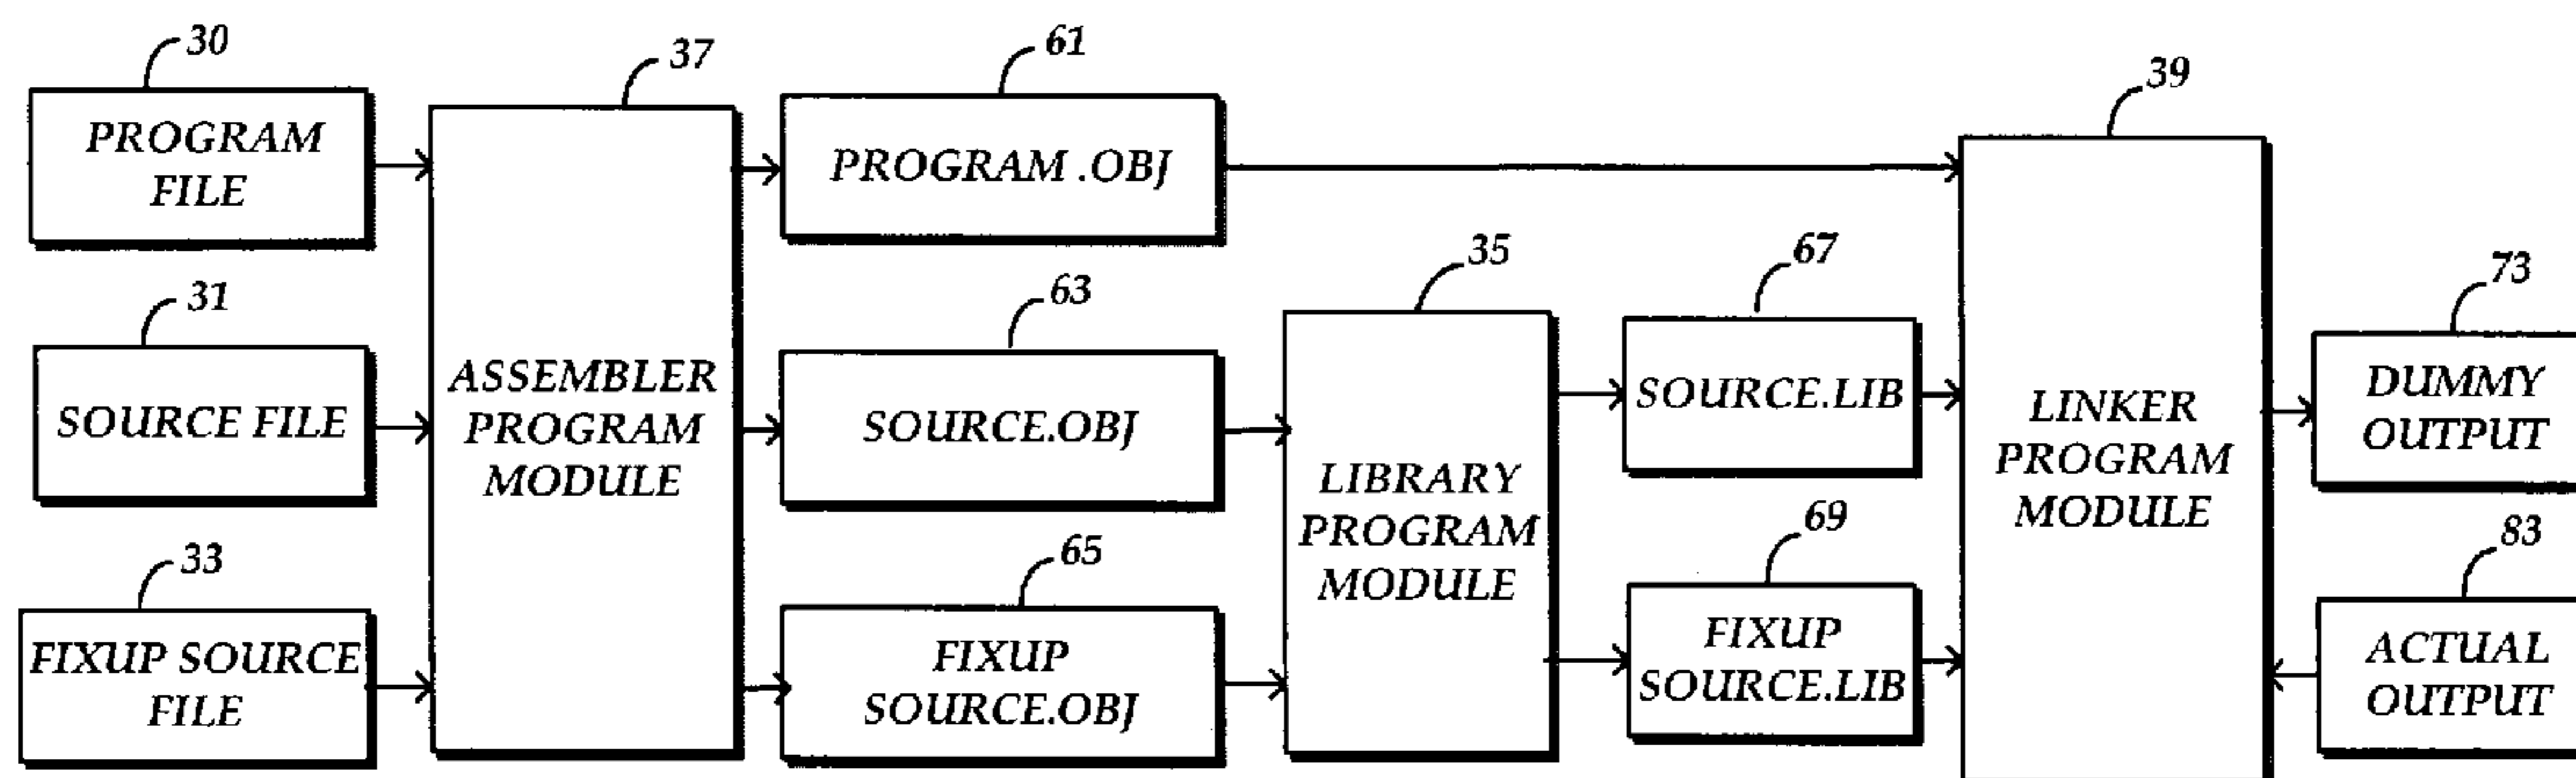 30
PROGRAM
FILE
31
SOURCE FILE
33
FIXUP SOURCE
FILE
37
ASSEMBLER
PROGRAM
MODULE
61
PROGRAM .OBJ
63
SOURCE.OBJ
65
FIXUP
SOURCE.OBJ
35
LIBRARY
PROGRAM
MODULE
67
SOURCE.LIB
69
FIXUP
SOURCE.LIB
39
LINKER
PROGRAM
MODULE
73
DUMMY
OUTPUT
83
ACTUAL
OUTPUT